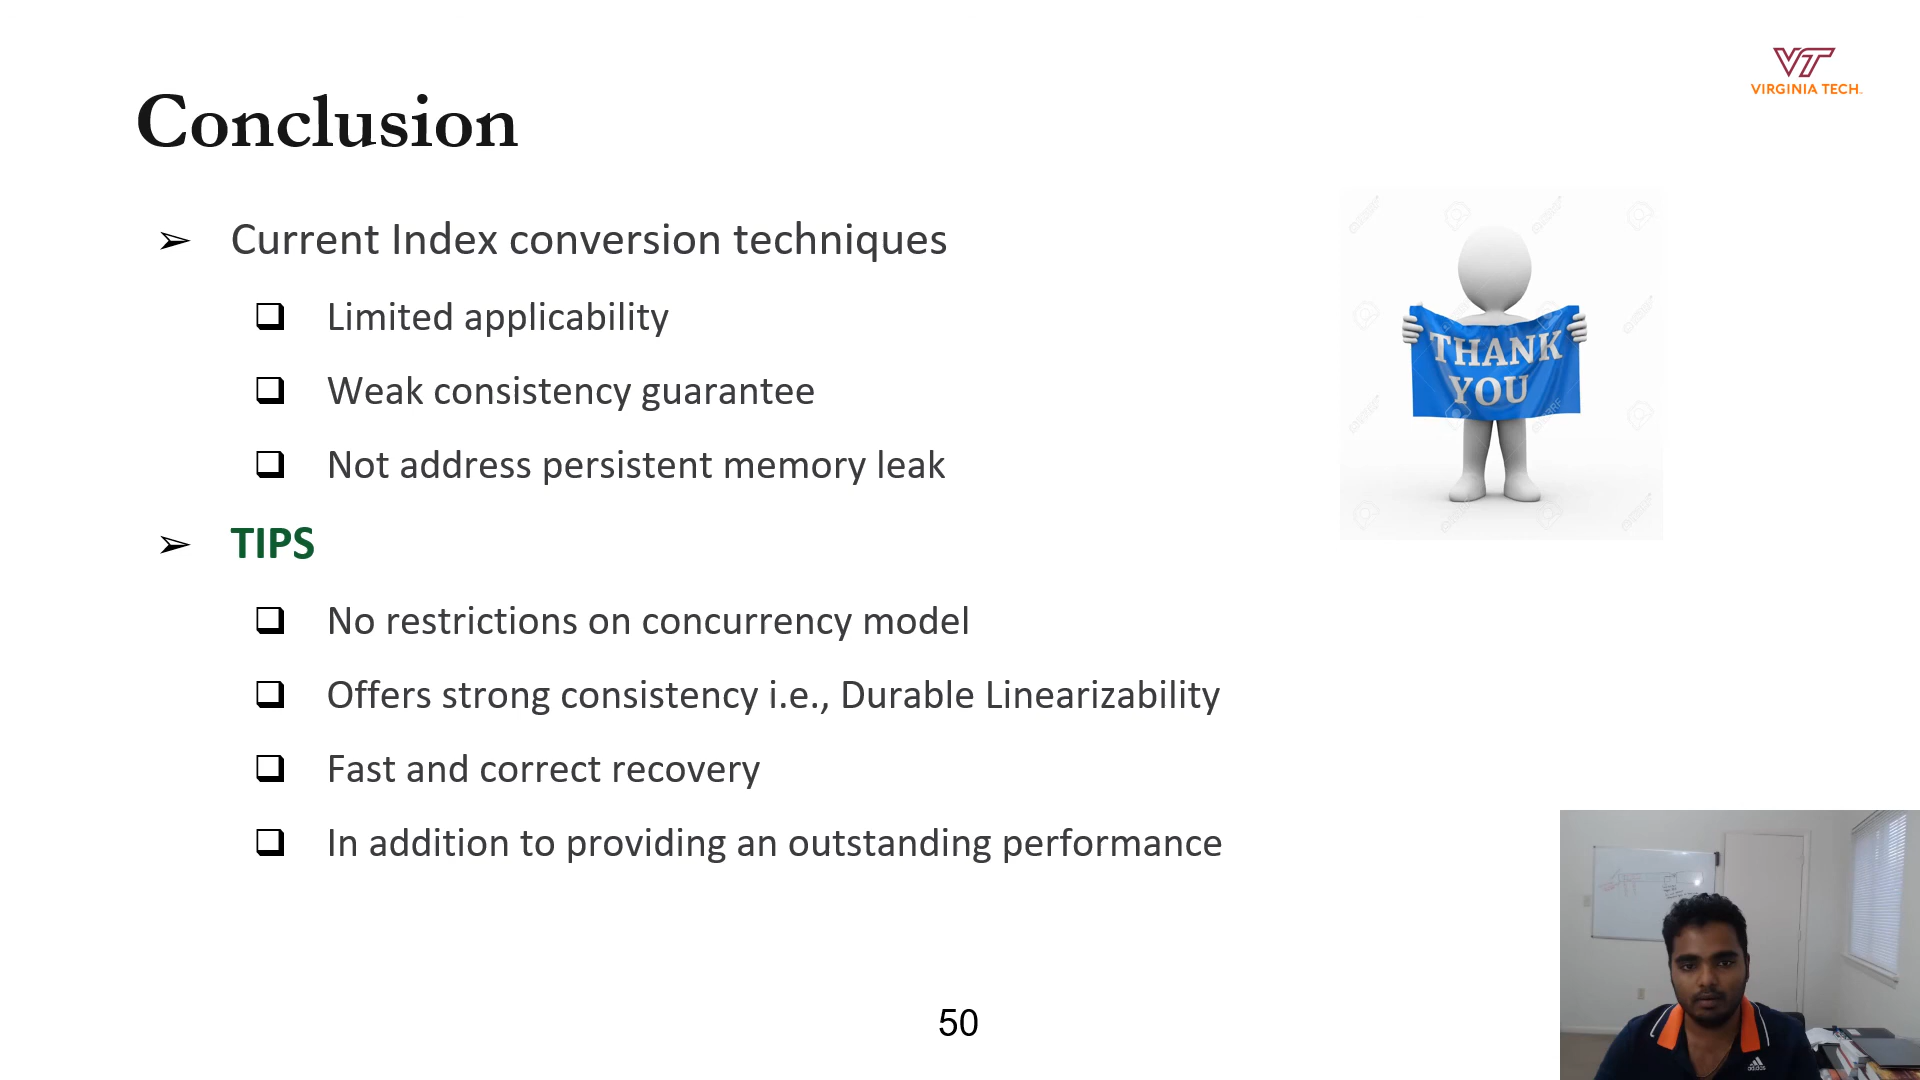 VIRGINIA TECH
Conclusion
Current Index conversion techniques
Limited applicability
Weak consistency guarantee
Not address persistent memory leak
THANK
YOU
TIPS
No restrictions on concurrency model
Offers strong consistency i.e., Durable Linearizability
Fast and correct recovery
In addition to providing an outstanding performance
adidas
50